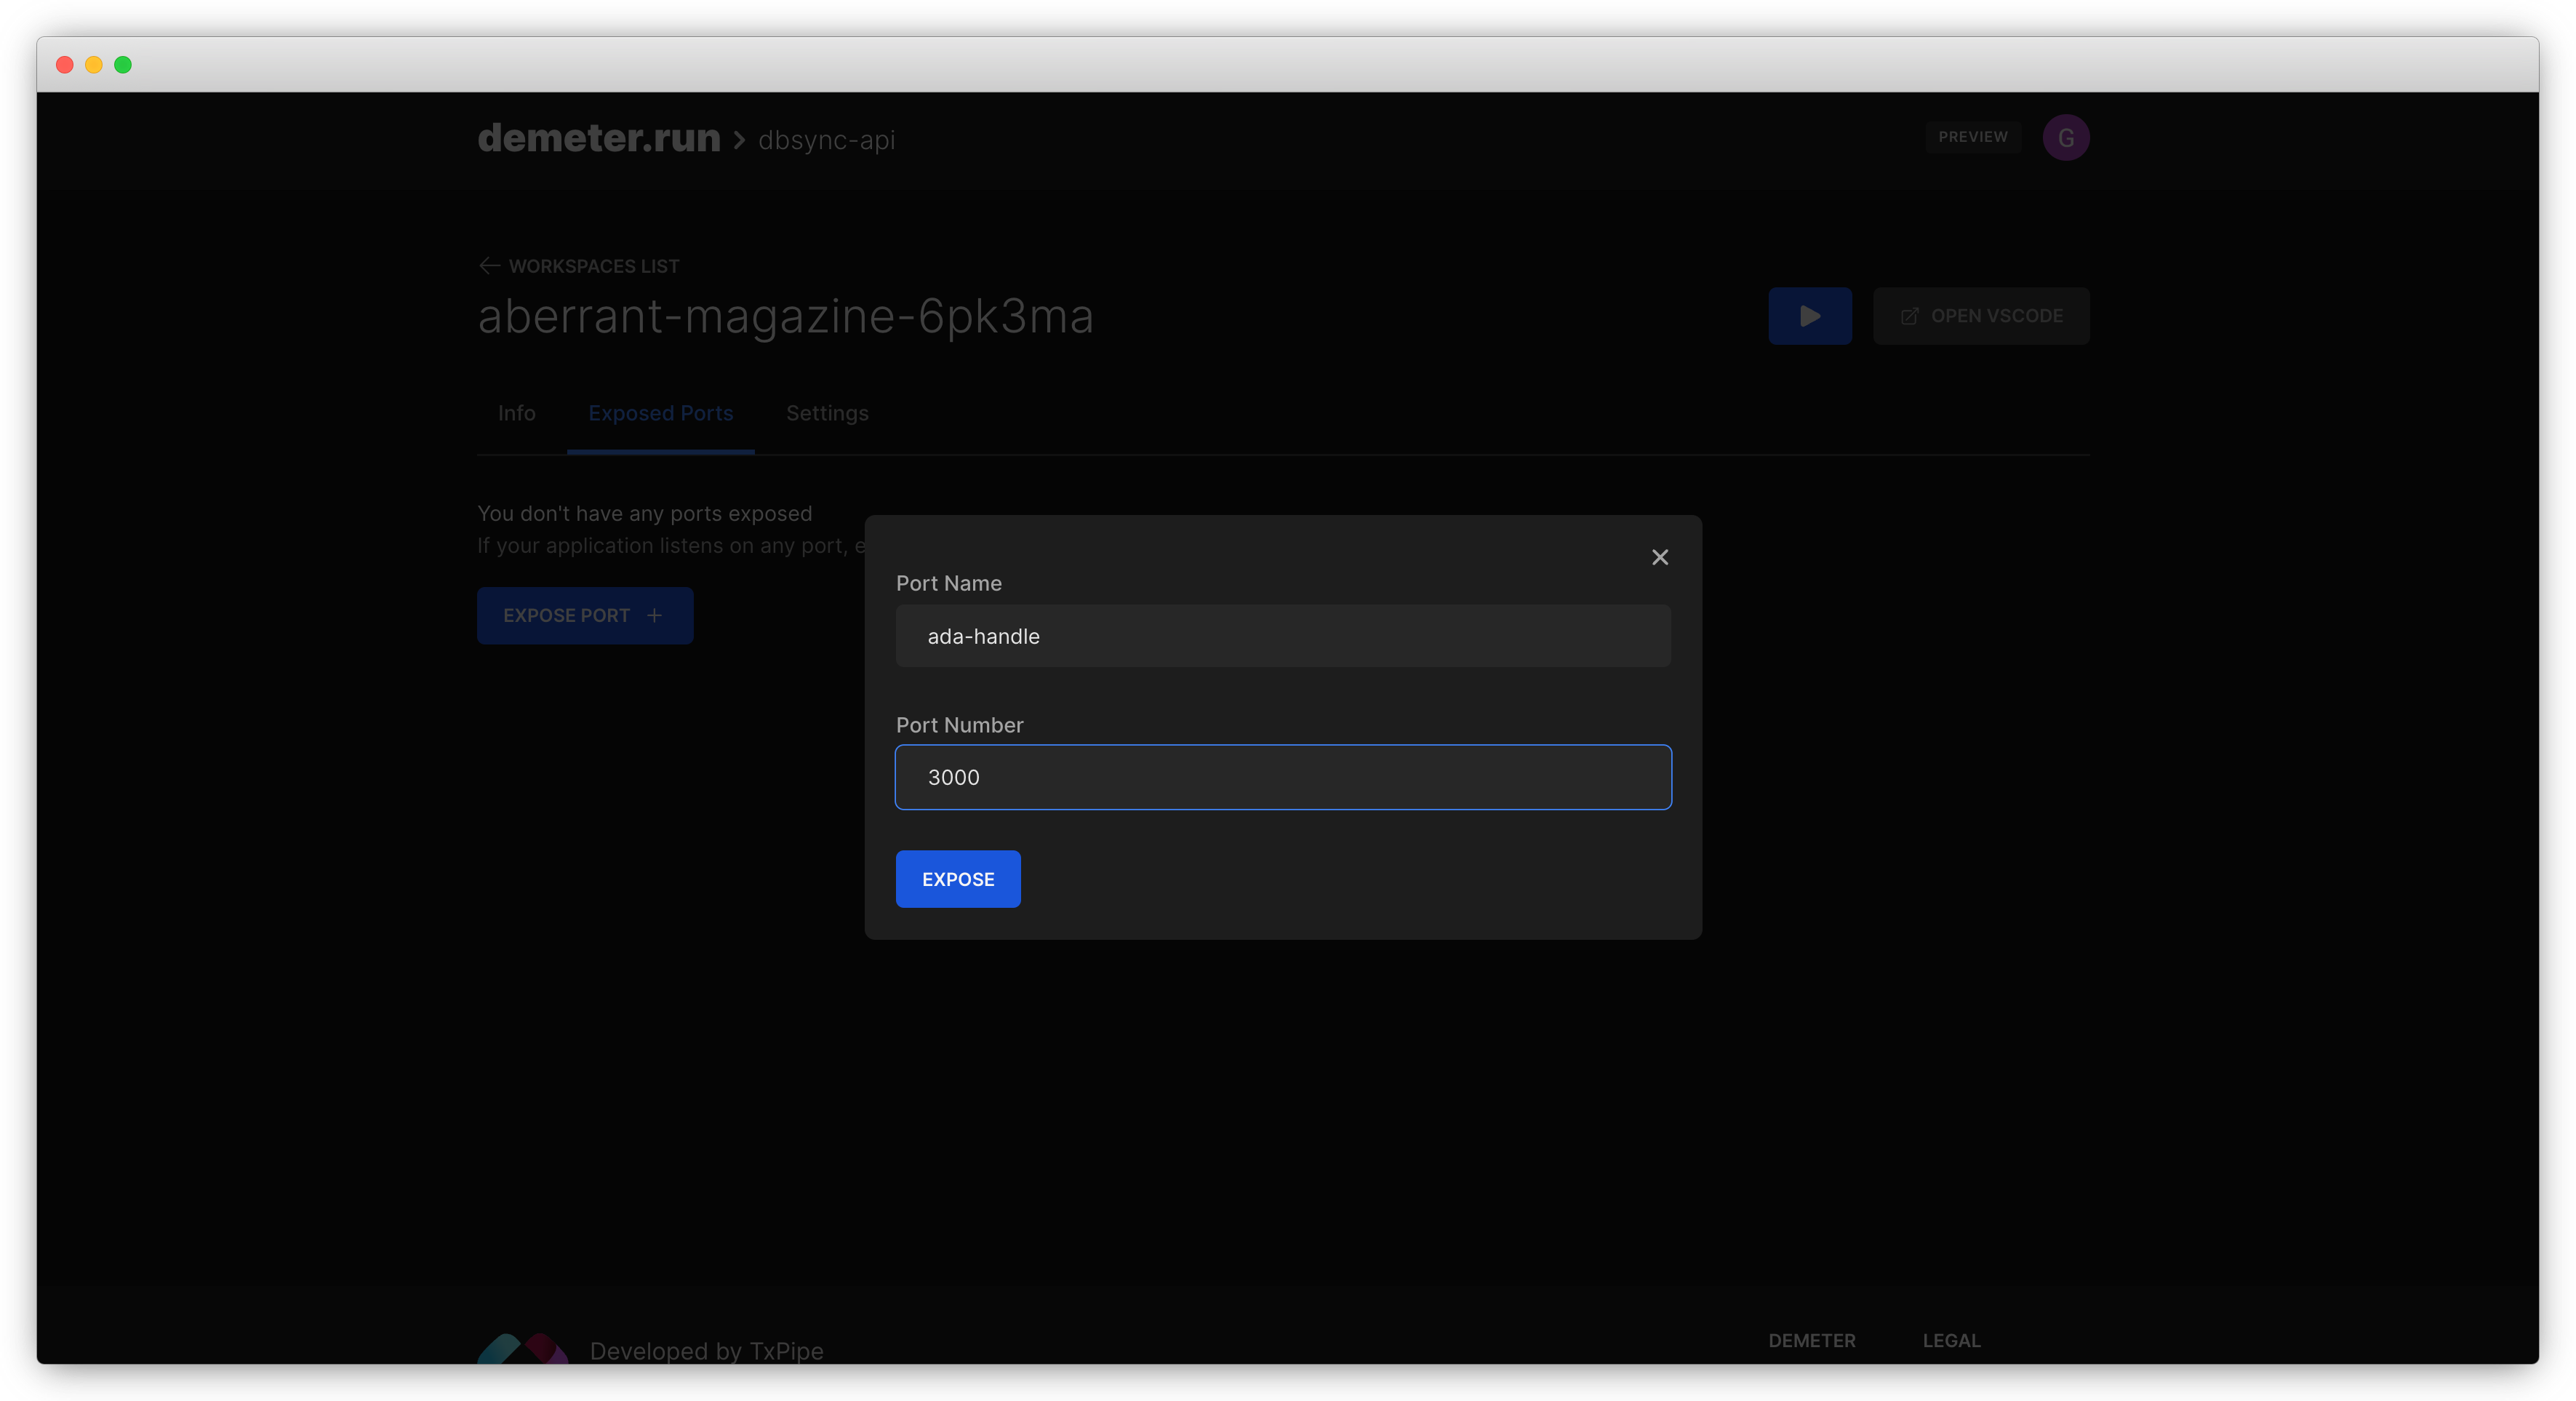 demeter.run > dbsync-api
PREVIEW
G
WORKSPACES LIST
aberrant-magazine-6pk3ma
OPEN VSCODE
Info
Exposed Ports
Settings
You don't have any ports exposed
If your application listens on any port, e
EXPOSE PORT +
Port Name
ada-handle
Port Number
3000
EXPOSE
Developed by TxPipe
DEMETER
LEGAL